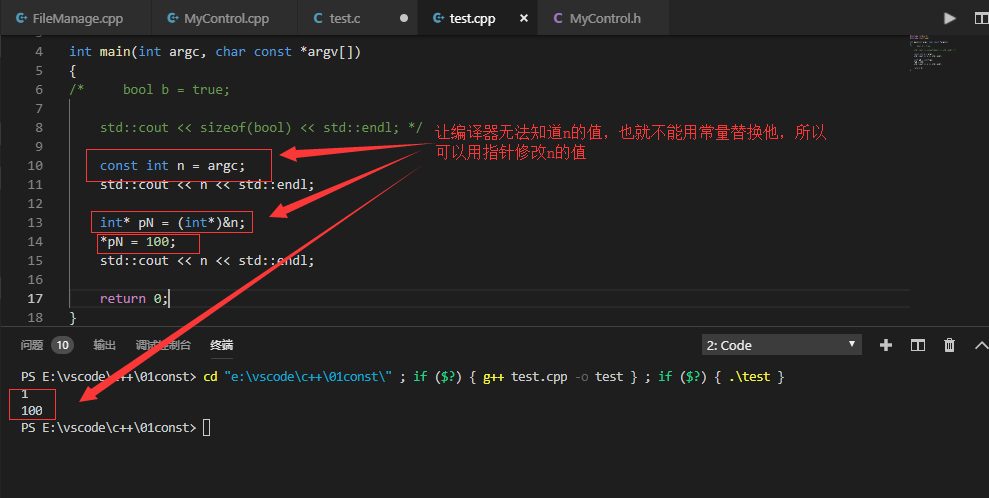 FileManage.cpp MyControl.cpp test.c test.cpp MyControl.h
4 int main(int argc, char const *argv[])
5 {
6 /* bool b = true;
7
8 std::cout << sizeof(bool) << std::endl; */
让编译器无法知道n的值，也就不能用常量替换他，所以
可以用指针修改n的值
9
10 const int n = argc;
11 std::cout << n << std::endl;
12
13 int* pN = (int*)&n;
14 *pN = 100;
15 std::cout << n << std::endl;
16
17 return 0;
18 }
问题 10 输出 调试控制台 终端 2: Code
PS E:\vscode\c++\01const> cd "e:\vscode\c++\01const\" ; if ($?) { g++ test.cpp -o test } ; if ($?) { .\test }
1
100
PS E:\vscode\c++\01const>